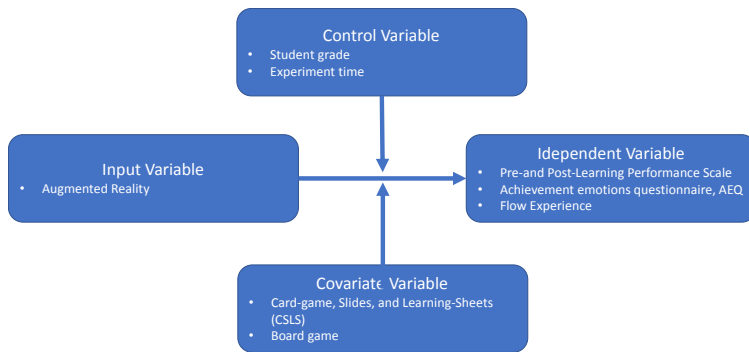 Control Variable
• Student grade
• Experiment time
Input Variable
• Augmented Reality
Idependent Variable
• Pre-and Post-Learning Performance Scale
• Achievement emotions questionnaire, AEQ
• Flow Experience
Covariate Variable
• Card-game, Slides, and Learning-Sheets
(CSLS)
• Board game